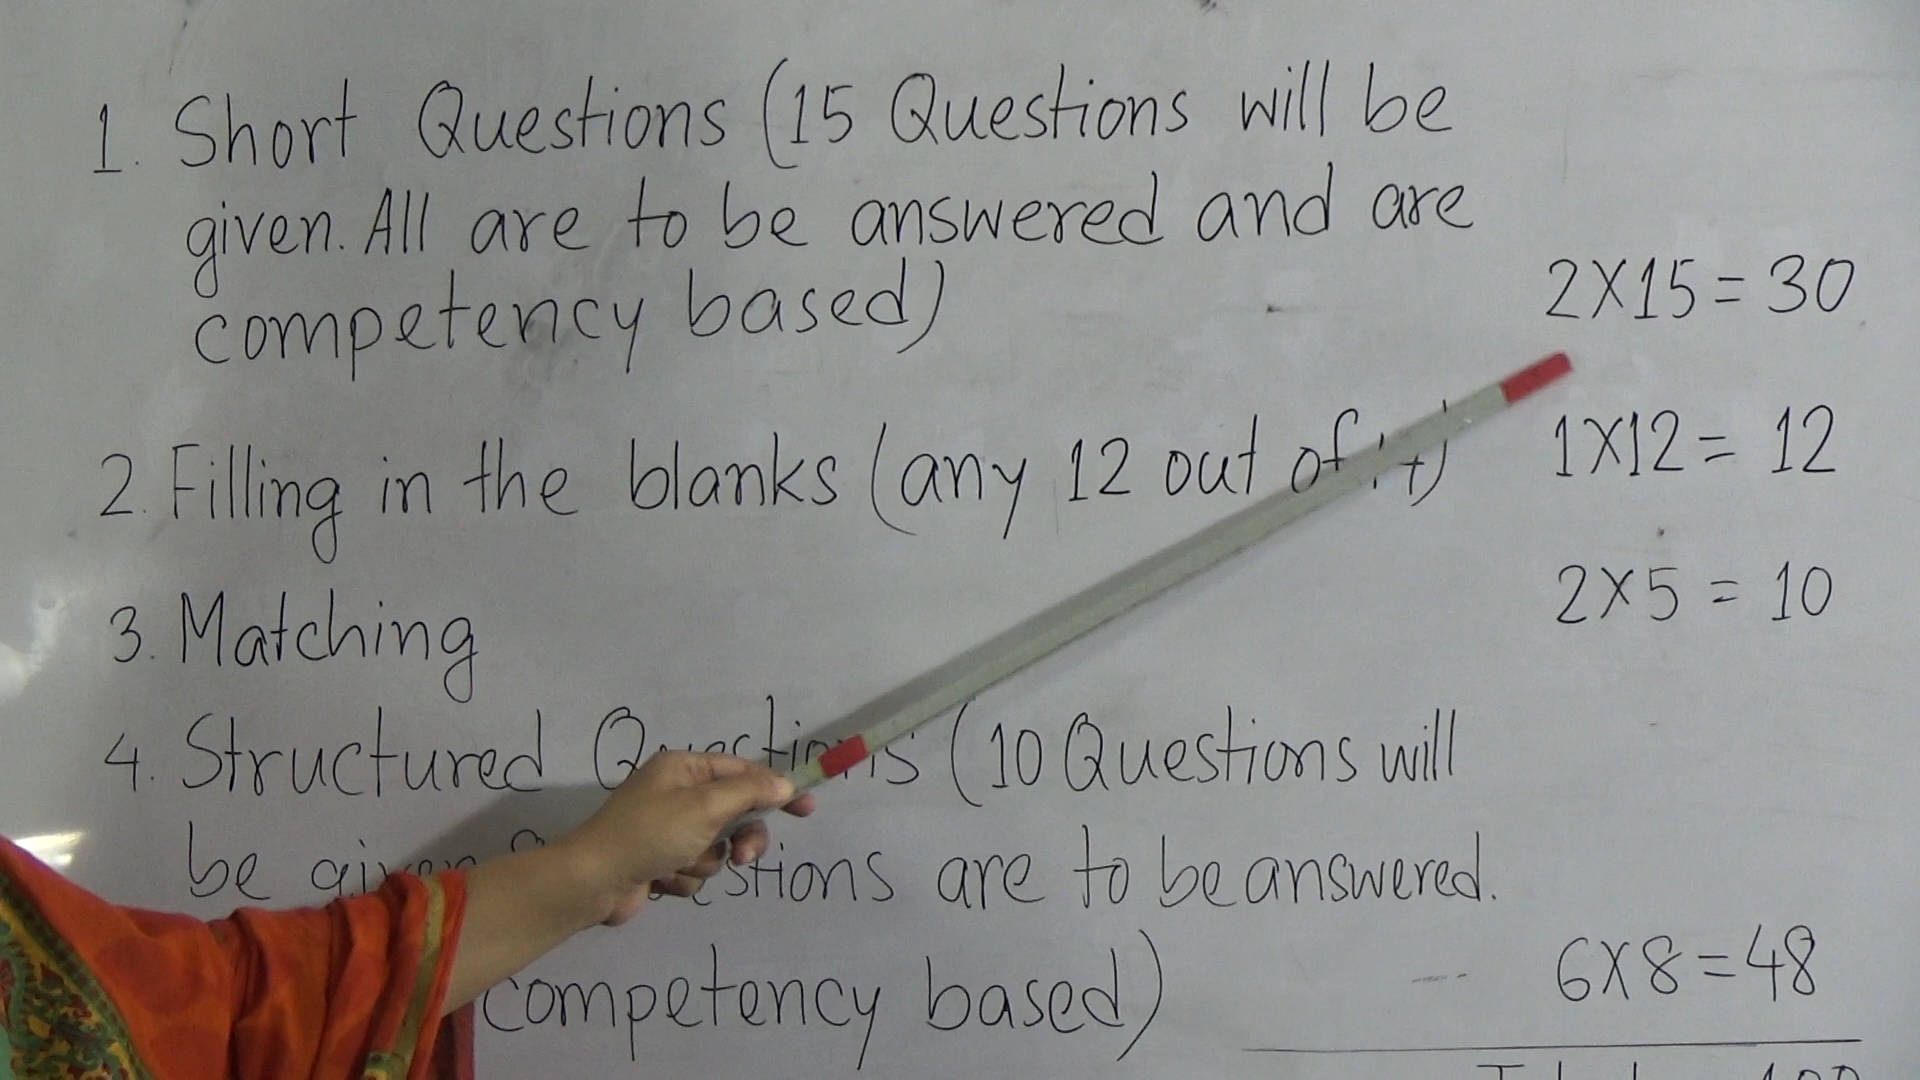 1. Short Questions (15 Questions will be
given. All are to be answered and are
competency based)
2X15 = 30
2. Filling in the blanks (any 12 out of
1X12 = 12
3. Matching
2X5 = 10
4. Structured Questions (10 Questions will
be given are to be answered.
competency based)
6X8=48